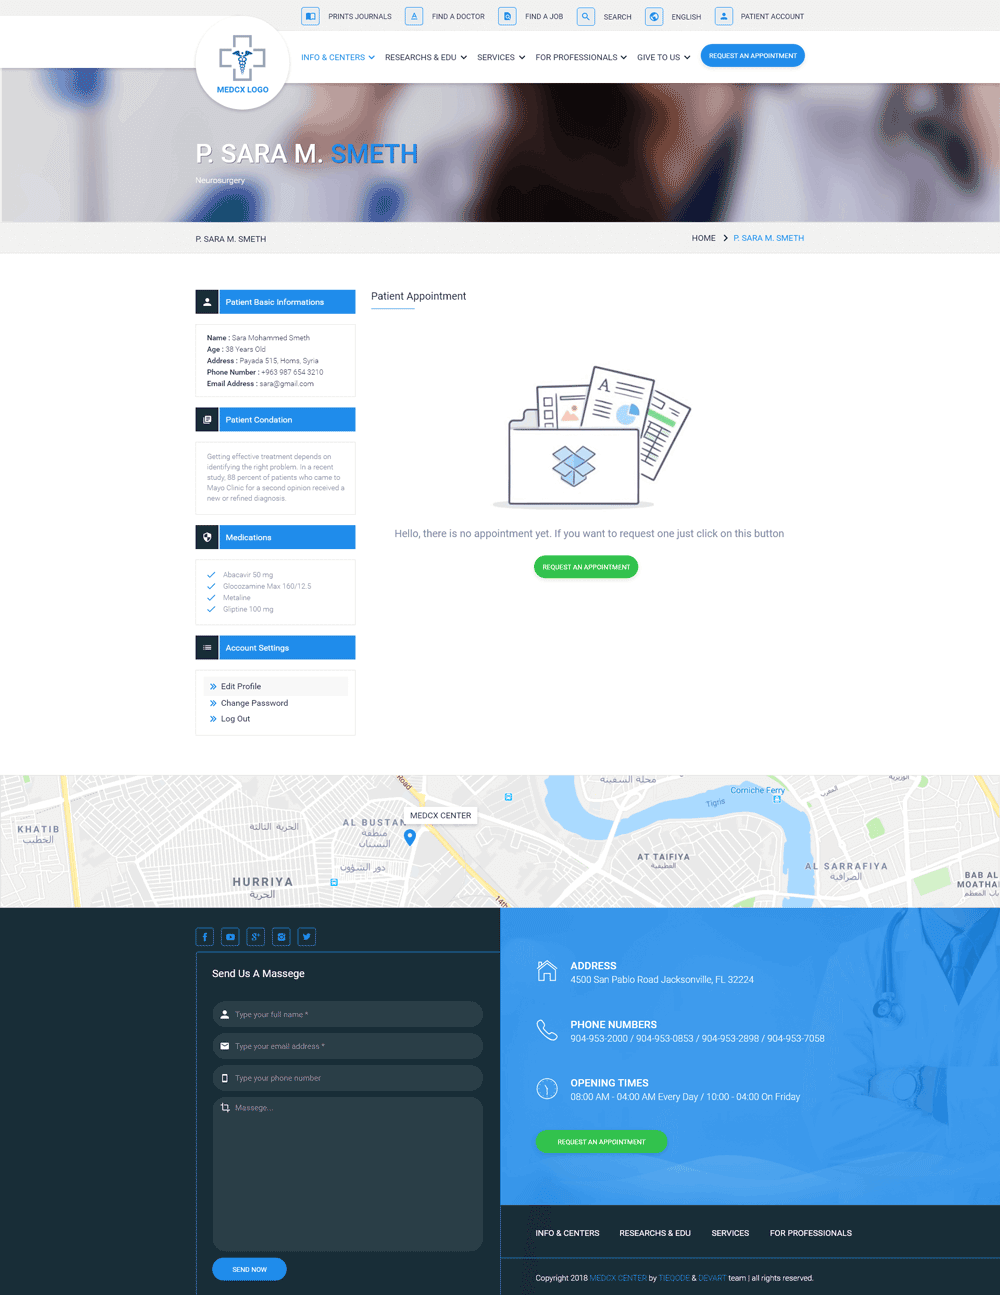 PRINTS JOURNALS
FIND A DOCTOR
FIND A JOB
SEARCH
ENGLISH
PATIENT ACCOUNT
MEDCX LOGO
INFO & CENTERS
RESEARCHS & EDU
SERVICES
FOR PROFESSIONALS
GIVE TO US
REQUEST AN APPOINTMENT
P. SARA M. SMETH
Neurosurgery
P. SARA M. SMETH
HOME
P. SARA M. SMETH
Patient Basic Informations
Name : Sara Mohammed Smeth
Age : 38 Years Old
Address : Payada 515, Homs, Syria
Phone Number : +963 987 654 3210
Email Address : sara@gmail.com
Patient Condation
Getting effective treatment depends on
identifying the right problem. In a recent
study, 88 percent of patients who came to
Mayo Clinic for a second opinion received a
new or refined diagnosis.
Medications
Abacavir 50 mg
Glocozamine Max 160/12.5
Metaline
Gliptine 100 mg
Account Settings
Edit Profile
Change Password
Log Out
Patient Appointment
A
Hello, there is no appointment yet. If you want to request one just click on this button
REQUEST AN APPOINTMENT
Road
محلة السفينة
الوزيرية
Corniche Ferry
المغرب
Tigris
MEDCX CENTER
KHATIB
الخطيب
الحرية الثالثة
AL BUSTAN
منطقة
البستان
دور الشؤون
HURRIYA
الحرية
14th
AT TAIFIYA
العطيفية
AL SARRAFIYA
الصرافية
BAB AL
MOATHAM
باب المعظم
Send Us A Massege
Type your full name *
Type your email address *
Type your phone number
Massege...
SEND NOW
ADDRESS
4500 San Pablo Road Jacksonville, FL 32224
PHONE NUMBERS
904-953-2000 / 904-953-0853 / 904-953-2898 / 904-953-7058
OPENING TIMES
08:00 AM - 04:00 AM Every Day / 10:00 - 04:00 On Friday
REQUEST AN APPOINTMENT
INFO & CENTERS
RESEARCHS & EDU
SERVICES
FOR PROFESSIONALS
Copyright 2018 MEDCX CENTER by TIEQODE & DEVART team | all rights reserved.